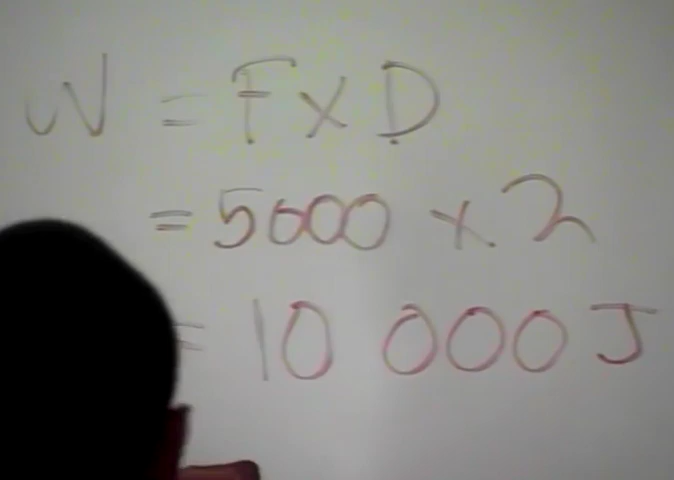 W = F x D
= 5000 x 2
= 10 000 J